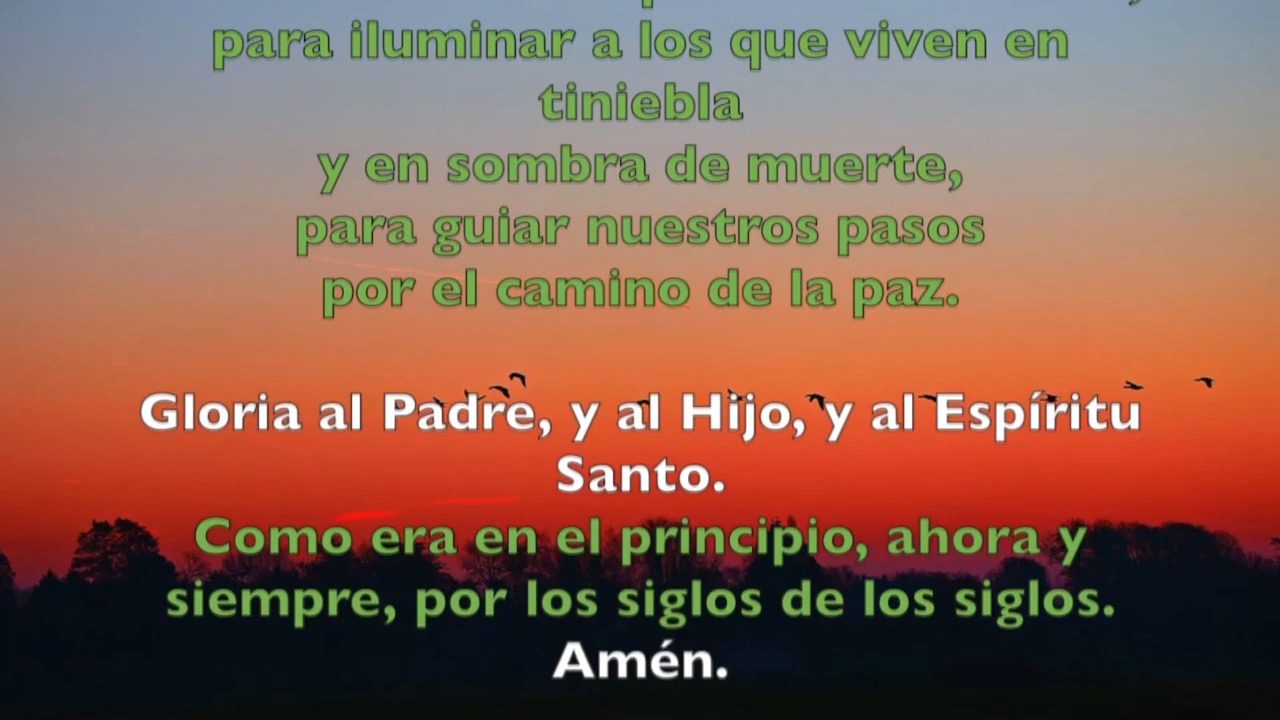 para iluminar a los que viven en
tiniebla
y en sombra de muerte,
para guiar nuestros pasos
por el camino de la paz.
Gloria al Padre, y al Hijo, y al Espíritu
Santo.
Como era en el principio, ahora y
siempre, por los siglos de los siglos.
Amén.